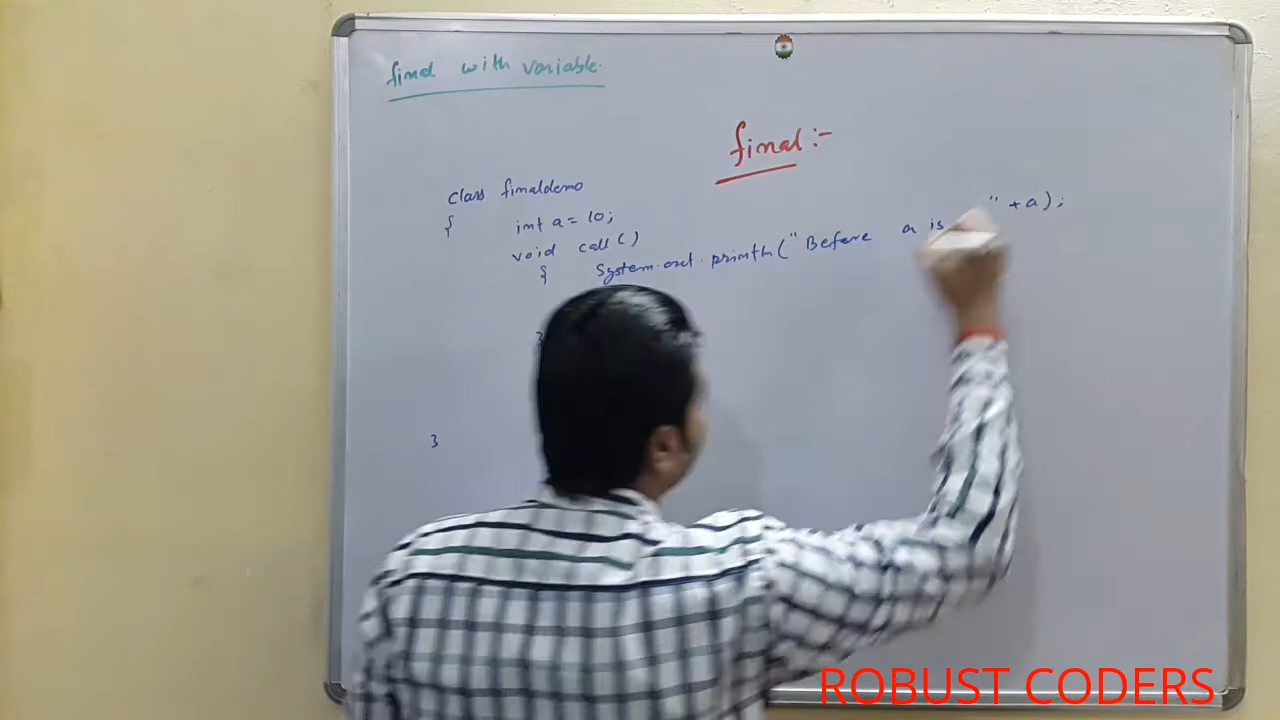 final with variable.
final :-
class finaldemo
{ int a = 10;
void call()
{ System.out.println("Before a is " + a);
}
}
ROBUST CODERS